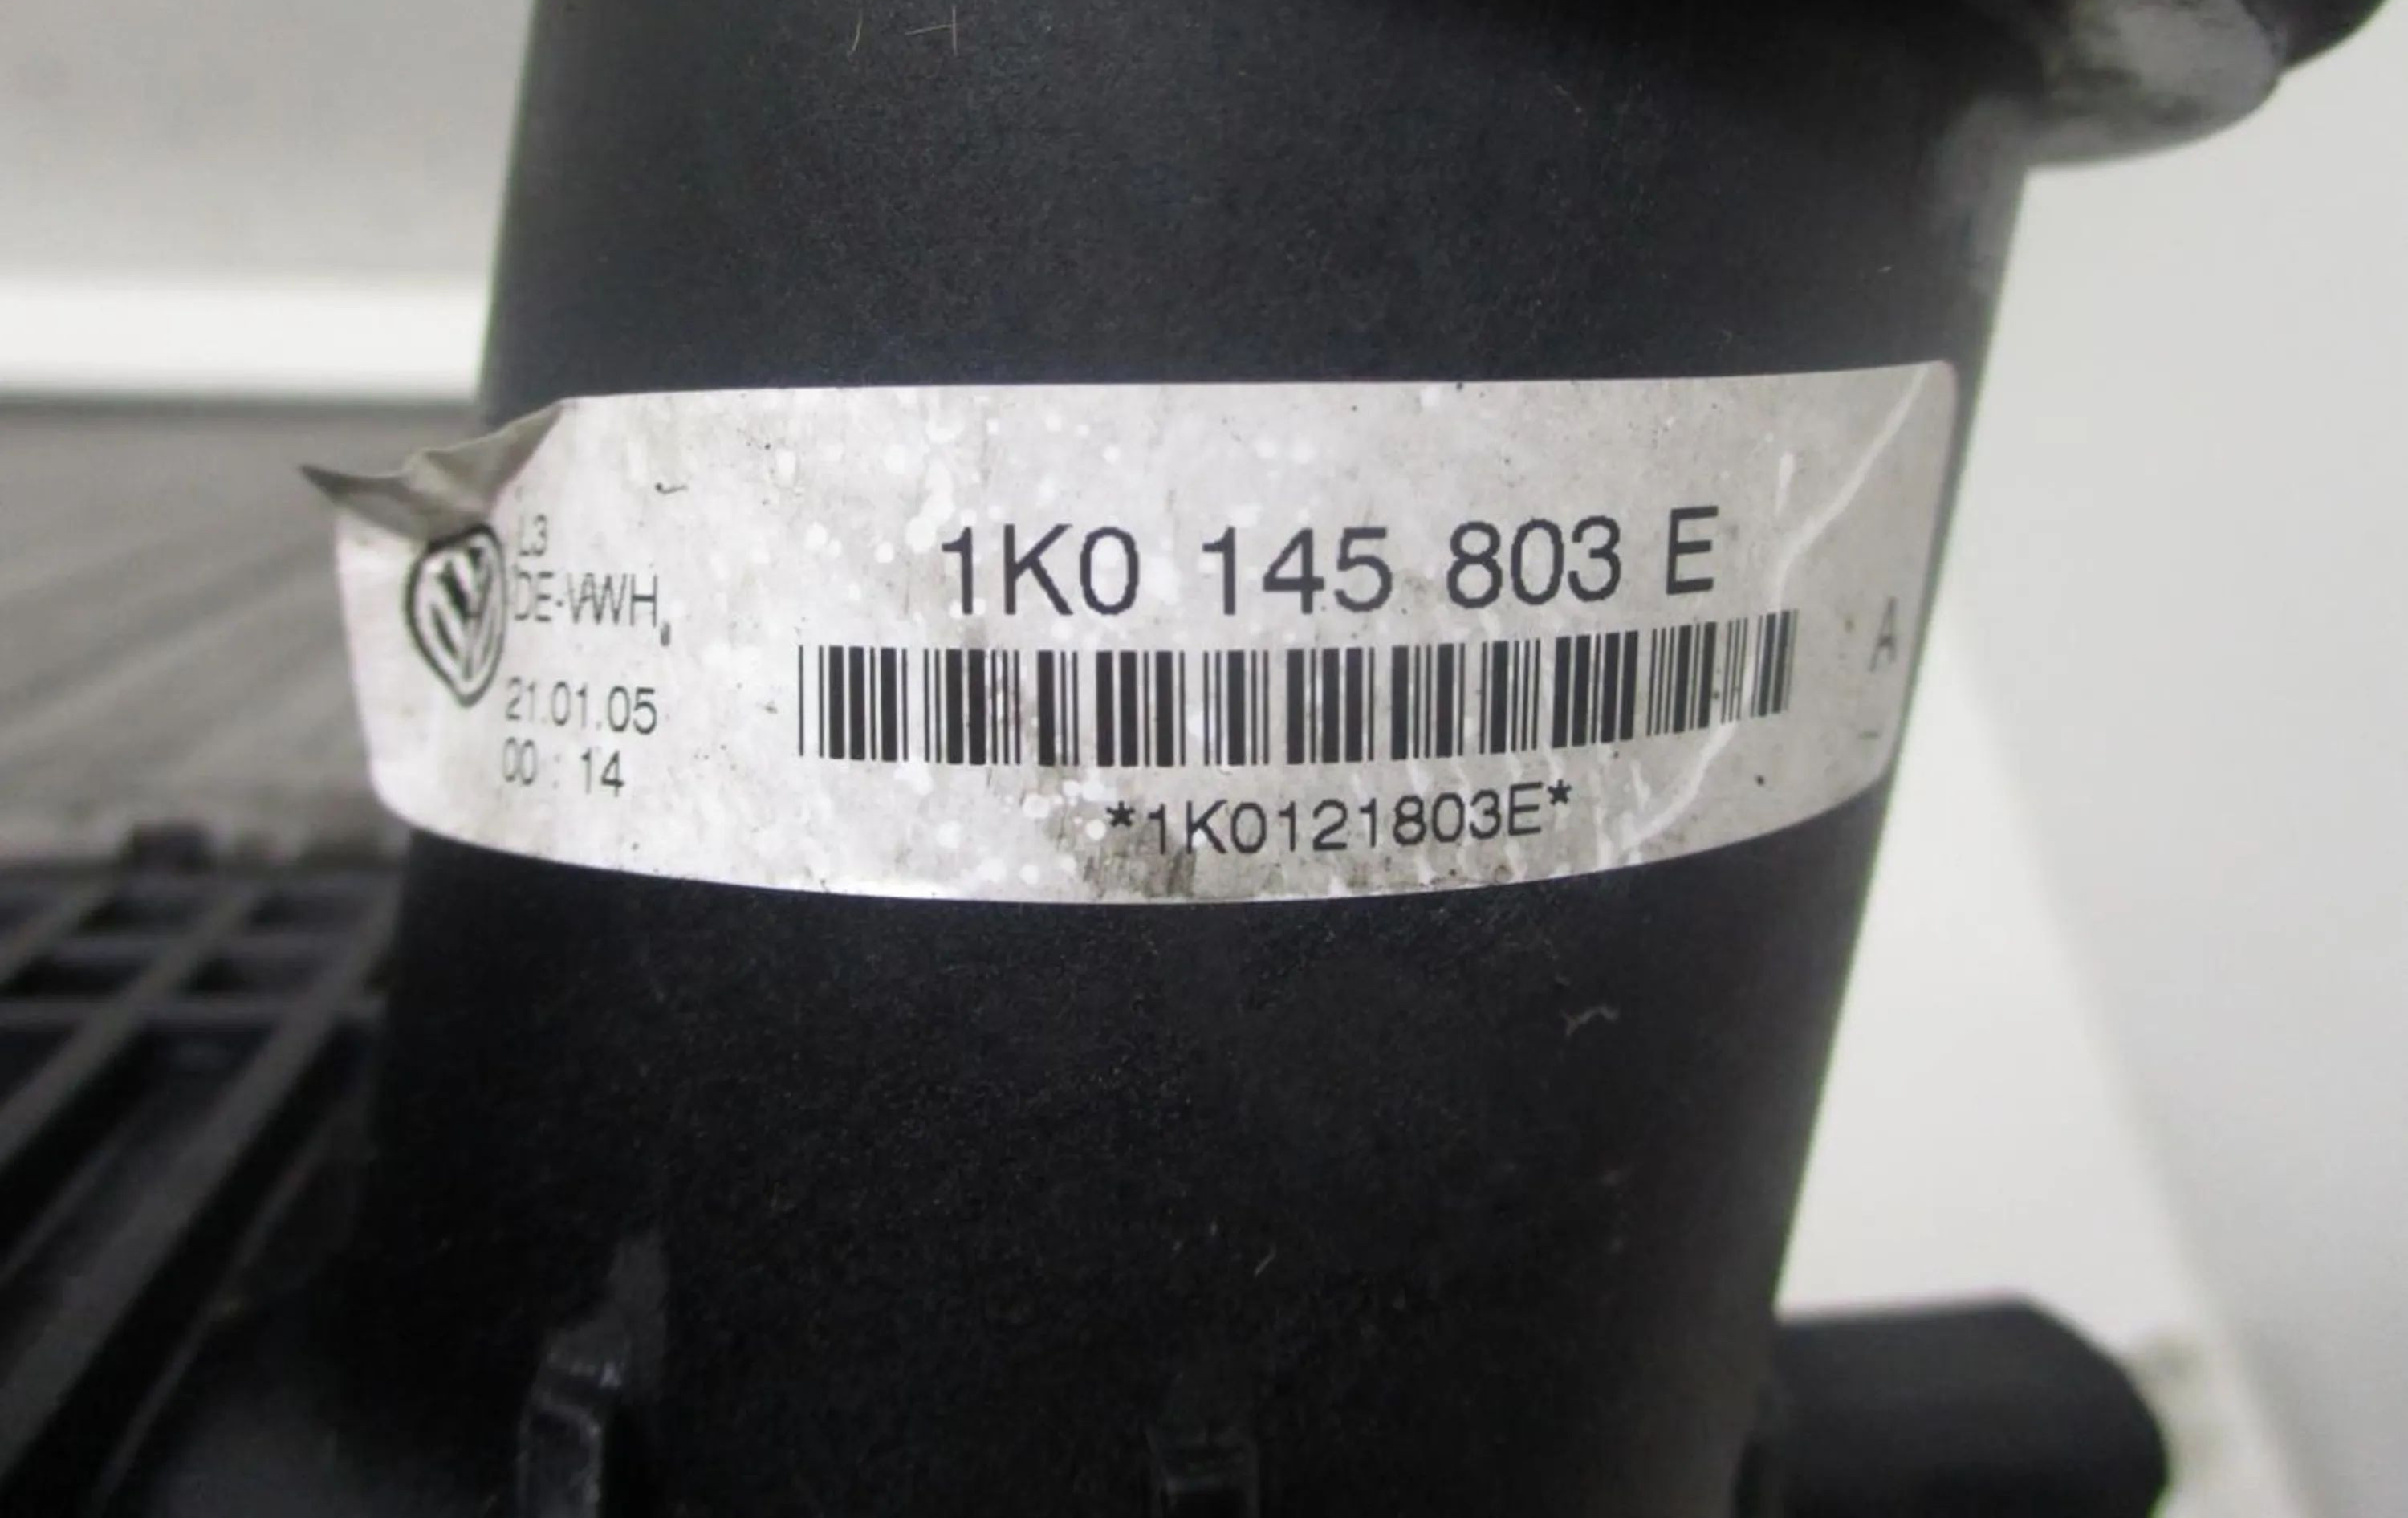 L3
DE-VWH
21.01.05
00 : 14
1K0 145 803 E
*1K0121803E*
A